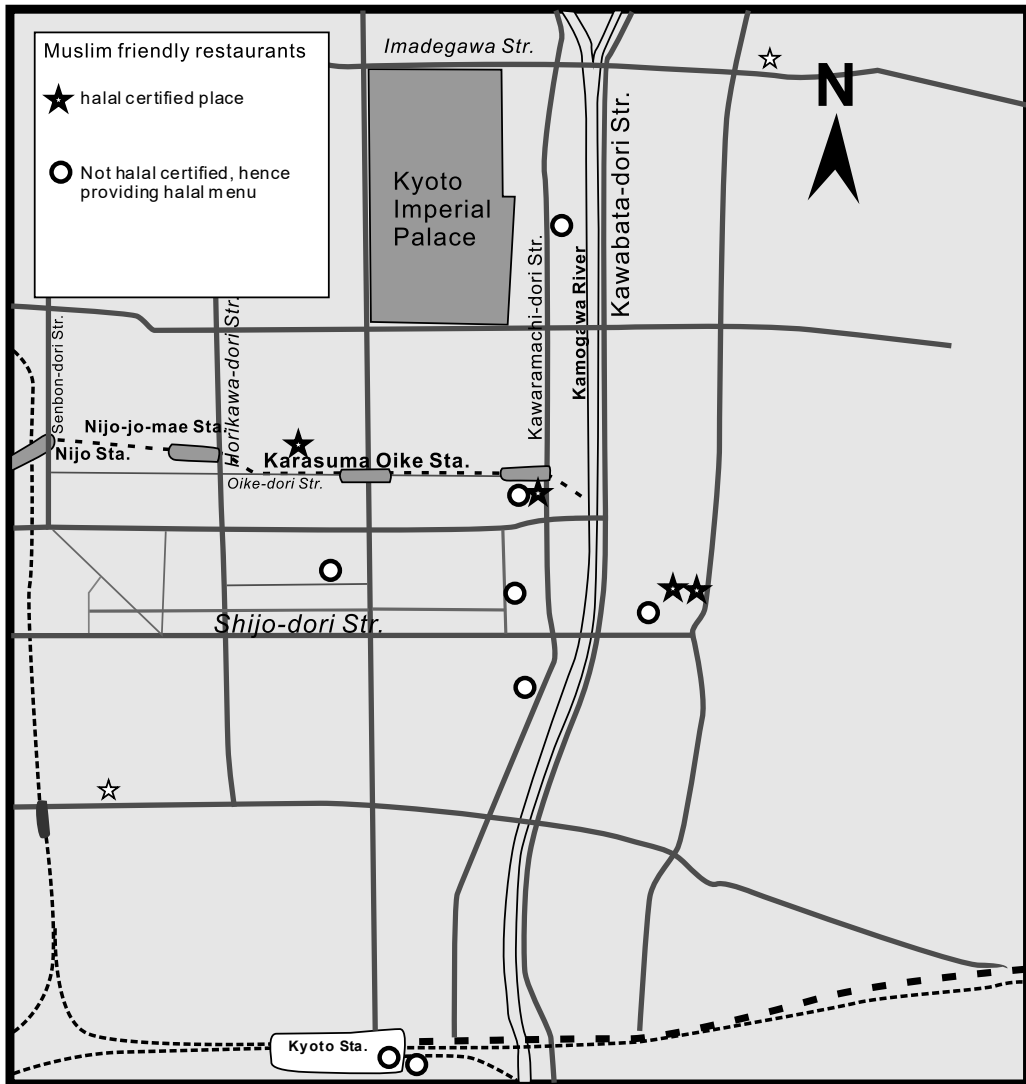 Muslim friendly restaurants
halal certified place
Not halal certified, hence
providing halal menu
Imadegawa Str.
N
Kyoto
Imperial
Palace
Kawabata-dori Str.
Kawaramachi-dori Str.
Kamogawa River
Senbon-dori Str.
Horikawa-dori Str.
Nijo-jo-mae Sta.
Nijo Sta.
Karasuma Oike Sta.
Oike-dori Str.
Shijo-dori Str.
Kyoto Sta.